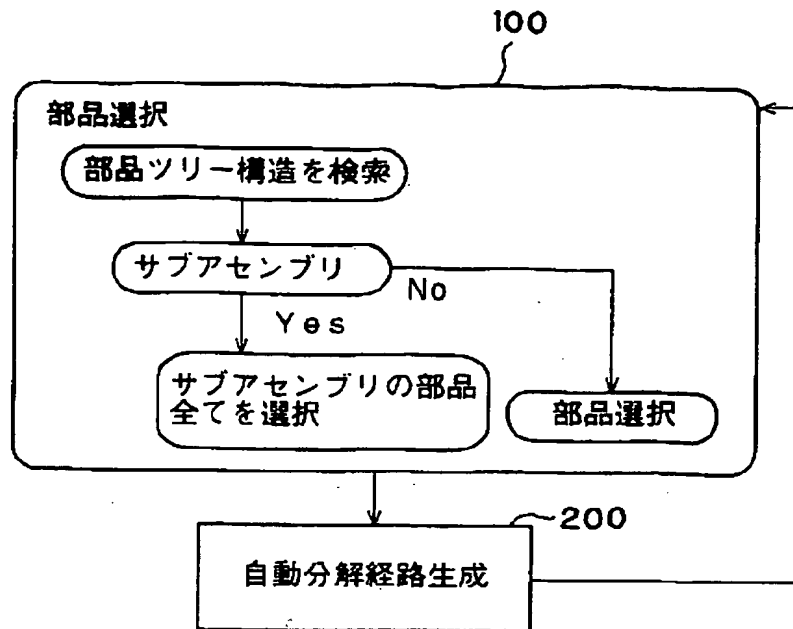 100
部品選択
部品ツリー構造を検索
サブアセンブリ
No
Yes
サブアセンブリの部品
全てを選択
部品選択
200
自動分解経路生成